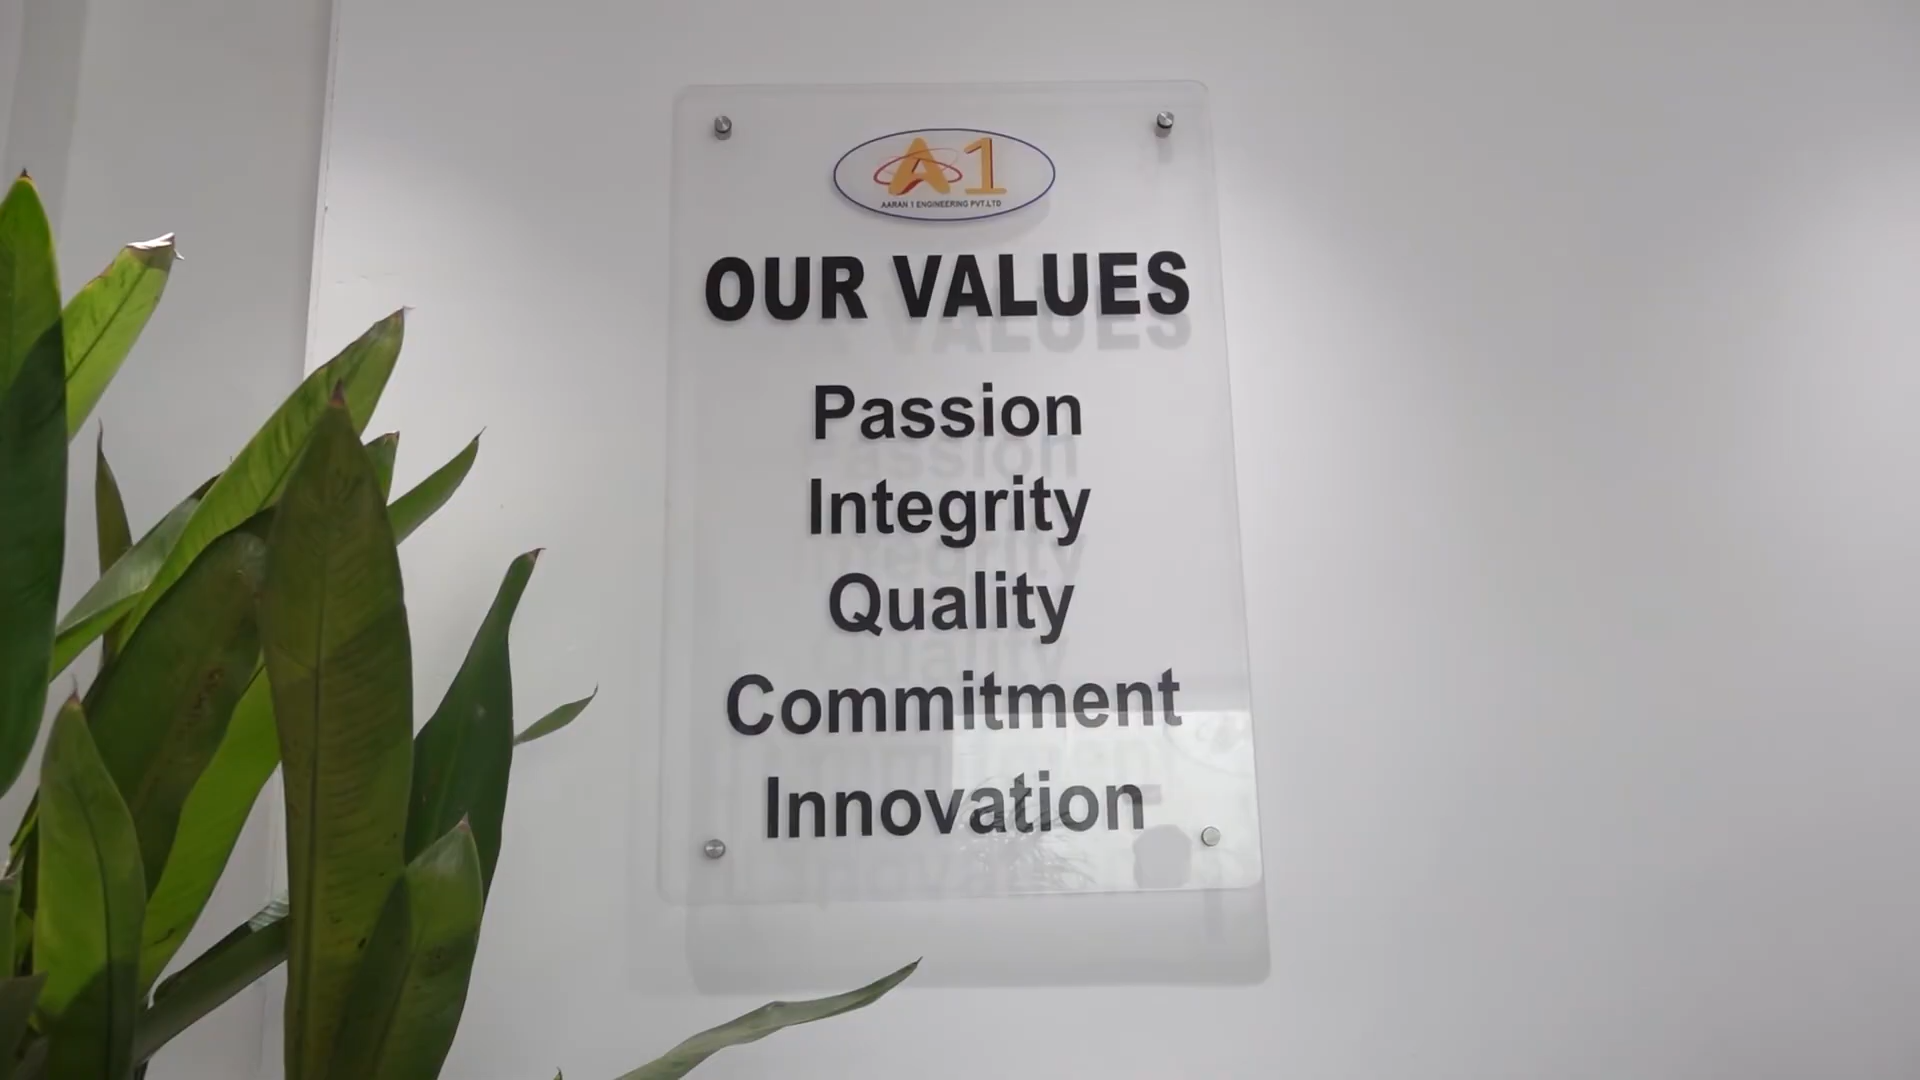 A1
AARAN 1 ENGINEERING PVT.LTD
OUR VALUES
Passion
Integrity
Quality
Commitment
Innovation